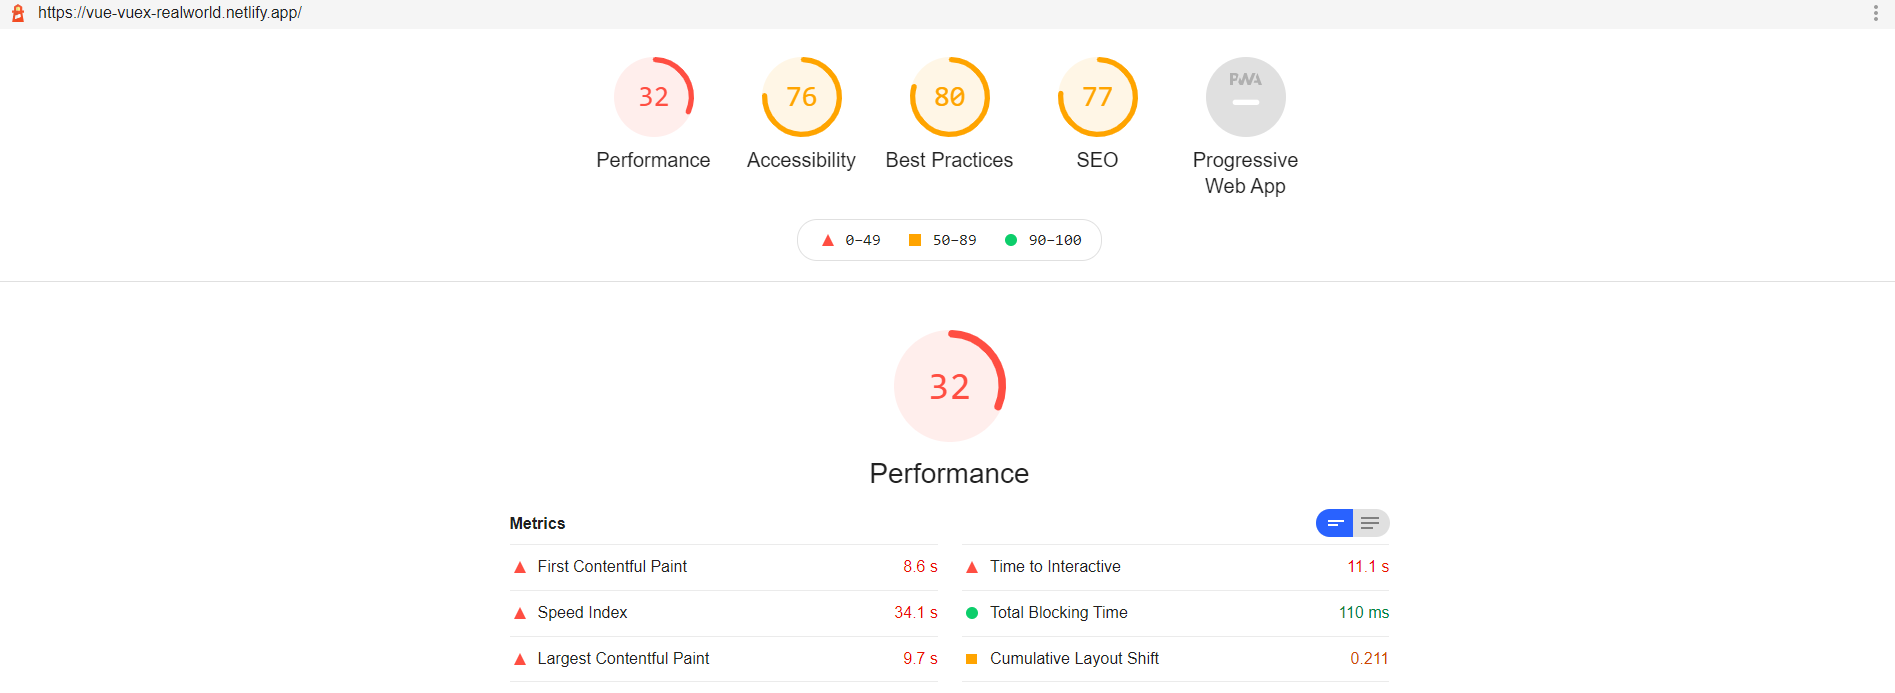 https://vue-vuex-realworld.netlify.app/
32 76 80 77 PWA
Performance Accessibility Best Practices SEO Progressive
Web App
0–49 50–89 90–100
32
Performance
Metrics
First Contentful Paint 8.6 s
Time to Interactive 11.1 s
Speed Index 34.1 s
Total Blocking Time 110 ms
Largest Contentful Paint 9.7 s
Cumulative Layout Shift 0.211